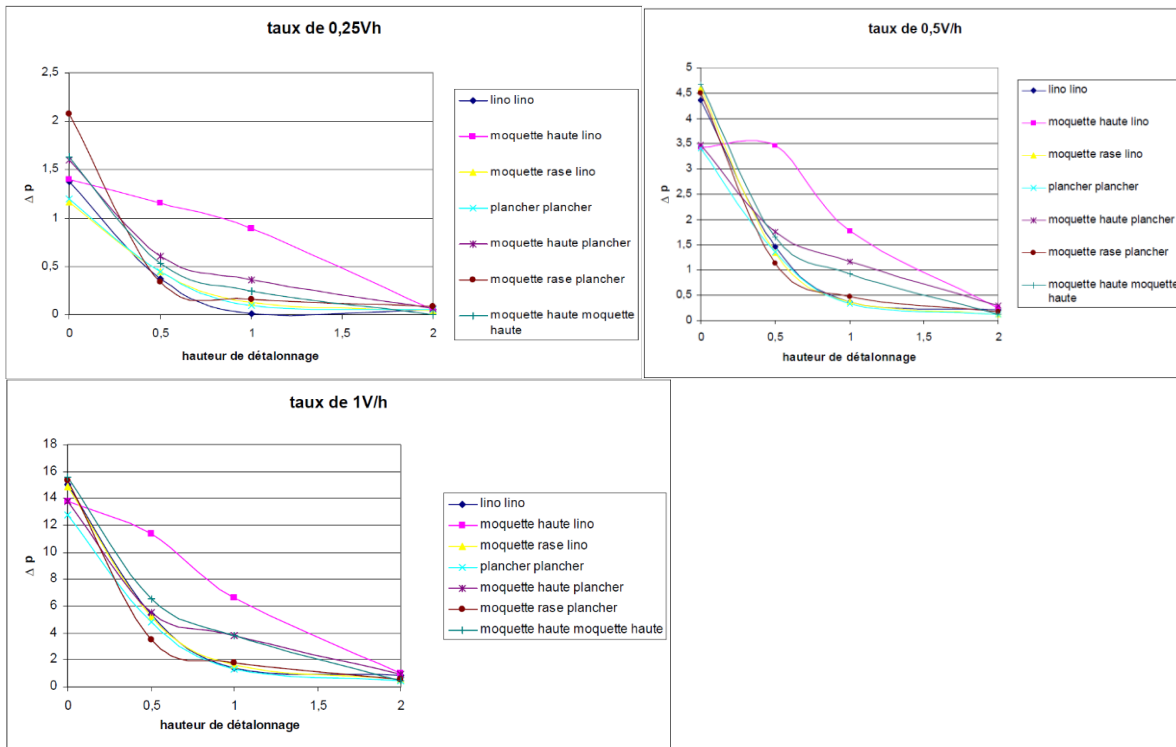 taux de 0,25Vh
2,5
2
1,5
1
0,5
0
Δ p
0 0,5 1 1,5 2
hauteur de détalonnage
lino lino
moquette haute lino
moquette rase lino
plancher plancher
moquette haute plancher
moquette rase plancher
moquette haute moquette
haute
taux de 0,5V/h
5
4,5
4
3,5
3
2,5
2
1,5
1
0,5
0
Δ p
0 0,5 1 1,5 2
hauteur de détalonnage
lino lino
moquette haute lino
moquette rase lino
plancher plancher
moquette haute plancher
moquette rase plancher
moquette haute moquette
haute
taux de 1V/h
18
16
14
12
10
8
6
4
2
0
Δ p
0 0,5 1 1,5 2
hauteur de détalonnage
lino lino
moquette haute lino
moquette rase lino
plancher plancher
moquette haute plancher
moquette rase plancher
moquette haute moquette haute